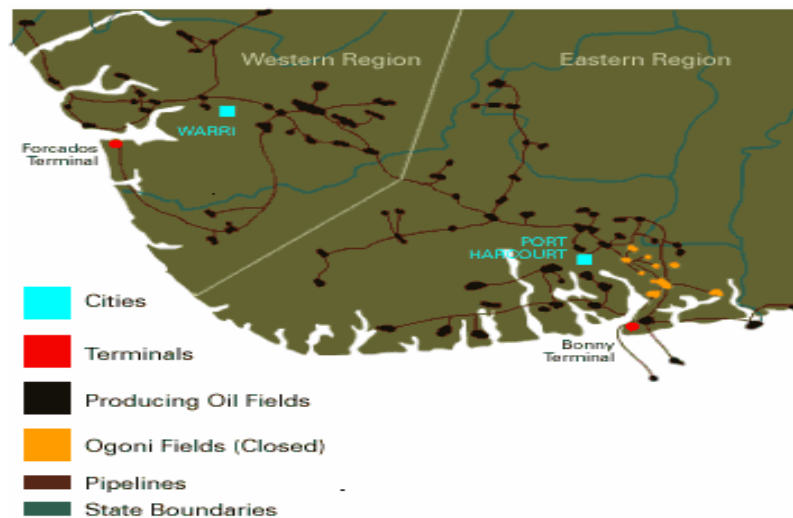 Western Region
Eastern Region
WARRI
Forcados
Terminal
PORT
HARCOURT
Bonny
Terminal
Cities
Terminals
Producing Oil Fields
Ogoni Fields (Closed)
Pipelines
State Boundaries